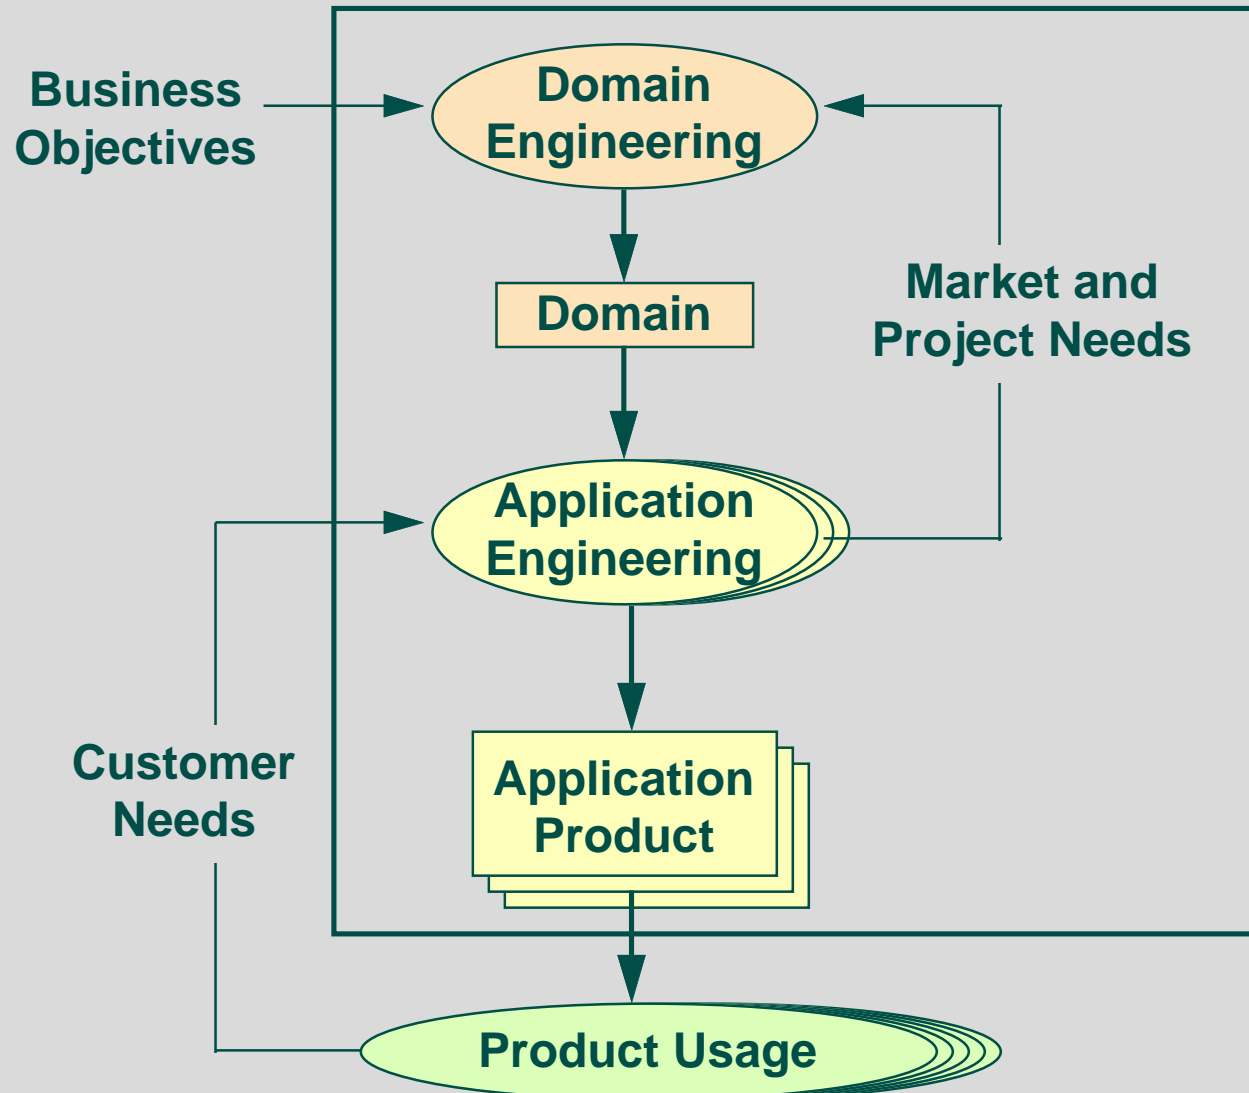 Business
Objectives
Domain
Engineering
Domain
Market and
Project Needs
Application
Engineering
Customer
Needs
Application
Product
Product Usage